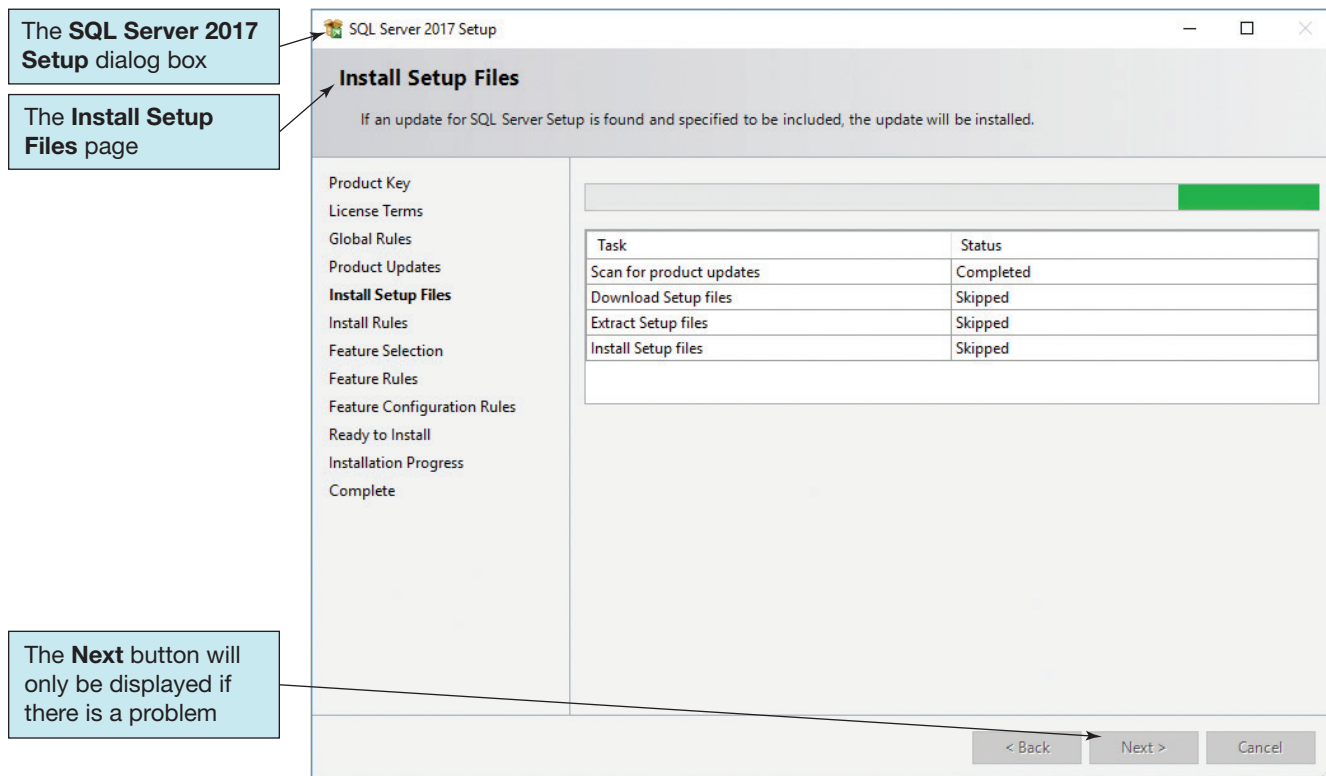 The SQL Server 2017
Setup dialog box
The Install Setup
Files page
SQL Server 2017 Setup
Install Setup Files
If an update for SQL Server Setup is found and specified to be included, the update will be installed.
Product Key
License Terms
Global Rules
Product Updates
Install Setup Files
Install Rules
Feature Selection
Feature Rules
Feature Configuration Rules
Ready to Install
Installation Progress
Complete
Task Status
Scan for product updates Completed
Download Setup files Skipped
Extract Setup files Skipped
Install Setup files Skipped
The Next button will
only be displayed if
there is a problem
< Back Next > Cancel